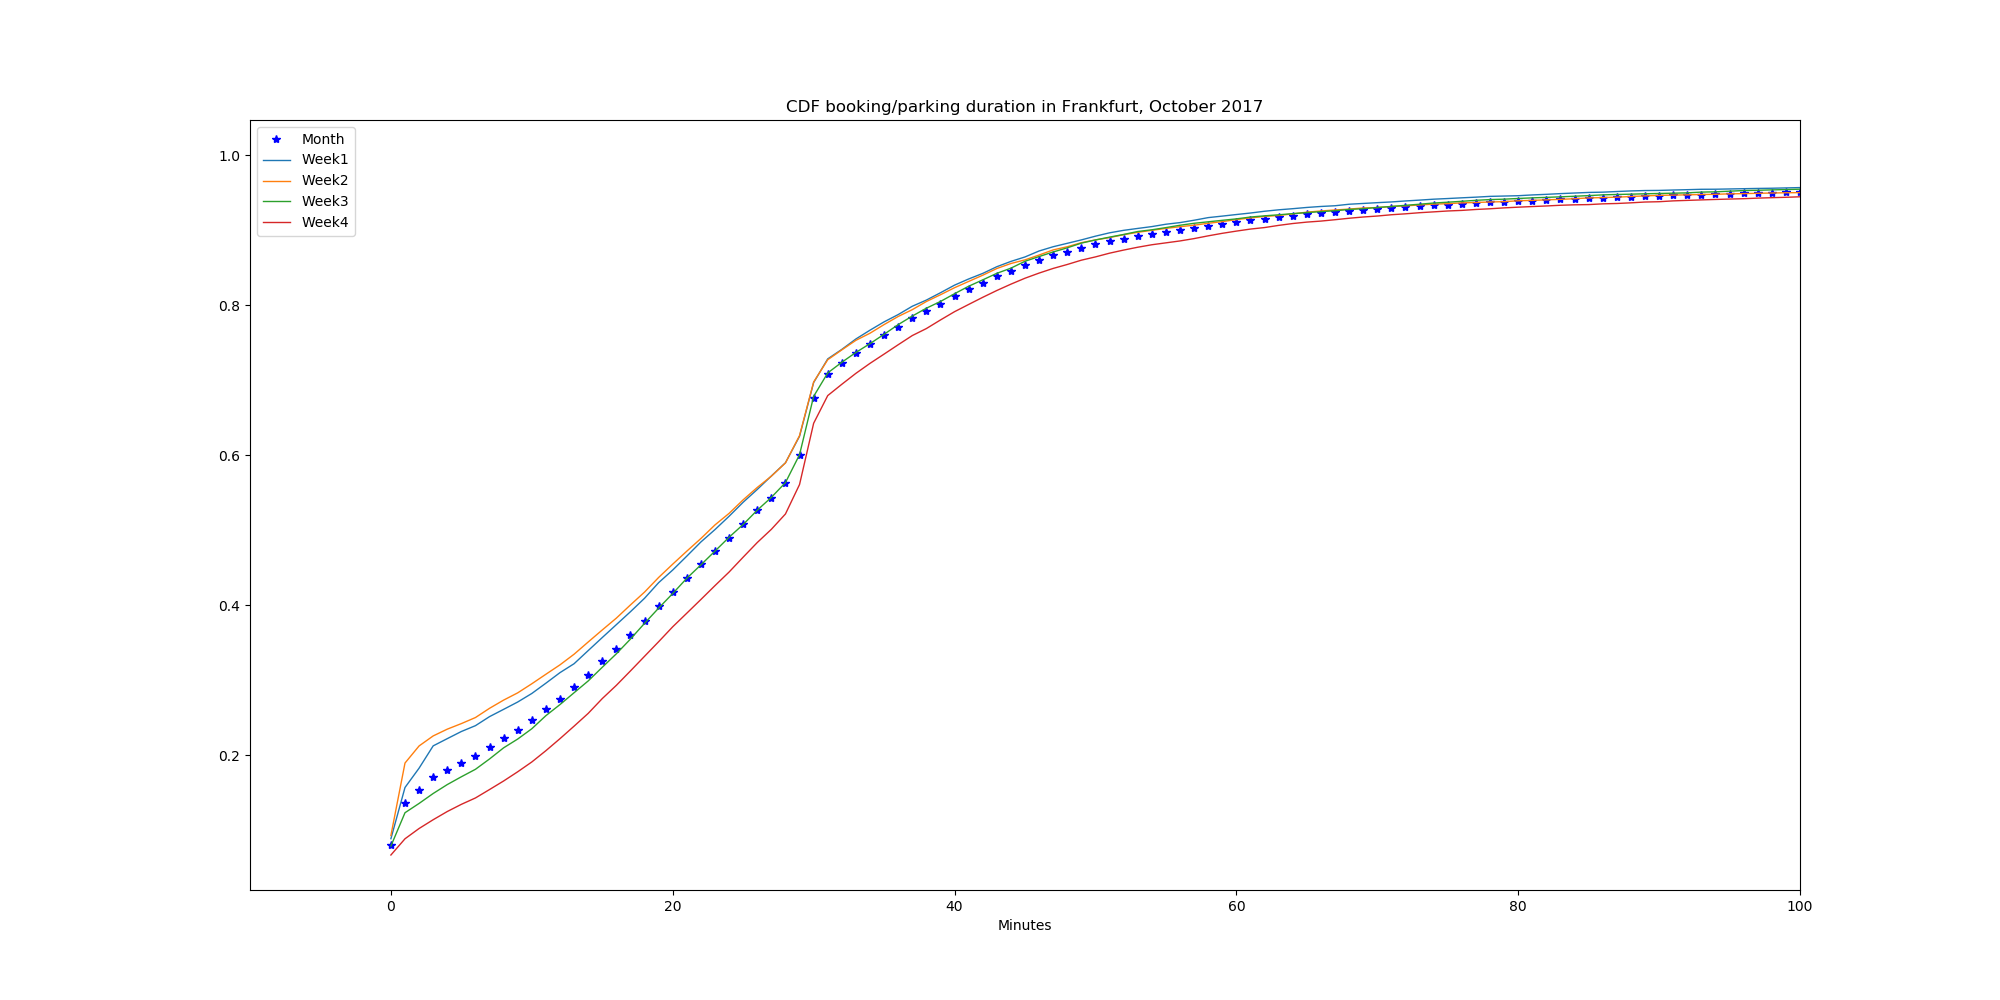 CDF booking/parking duration in Frankfurt, October 2017
Month
Week1
Week2
Week3
Week4
1.0
0.8
0.6
0.4
0.2
0 20 40 60 80 100
Minutes